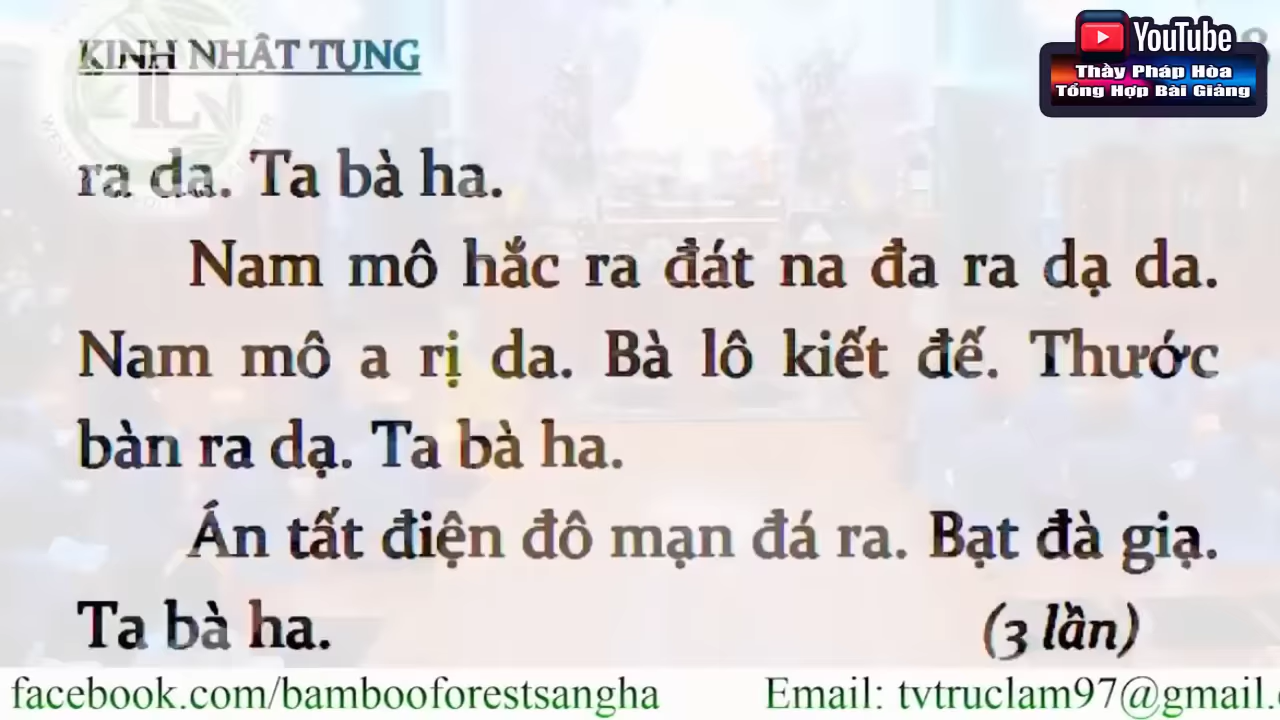 KINH NHẬT TỤNG
8
YouTube
Thầy Pháp Hòa
Tổng Hợp Bài Giảng
ra da. Ta bà ha.
Nam mô hắc ra đát na đa ra dạ da.
Nam mô a rị da. Bà lô kiết đế. Thước
bàn ra dạ. Ta bà ha.
Án tất điện đô mạn đá ra. Bạt đà giạ.
Ta bà ha. (3 lần)
facebook.com/bambooforestsangha Email: tvtruclam97@gmail.